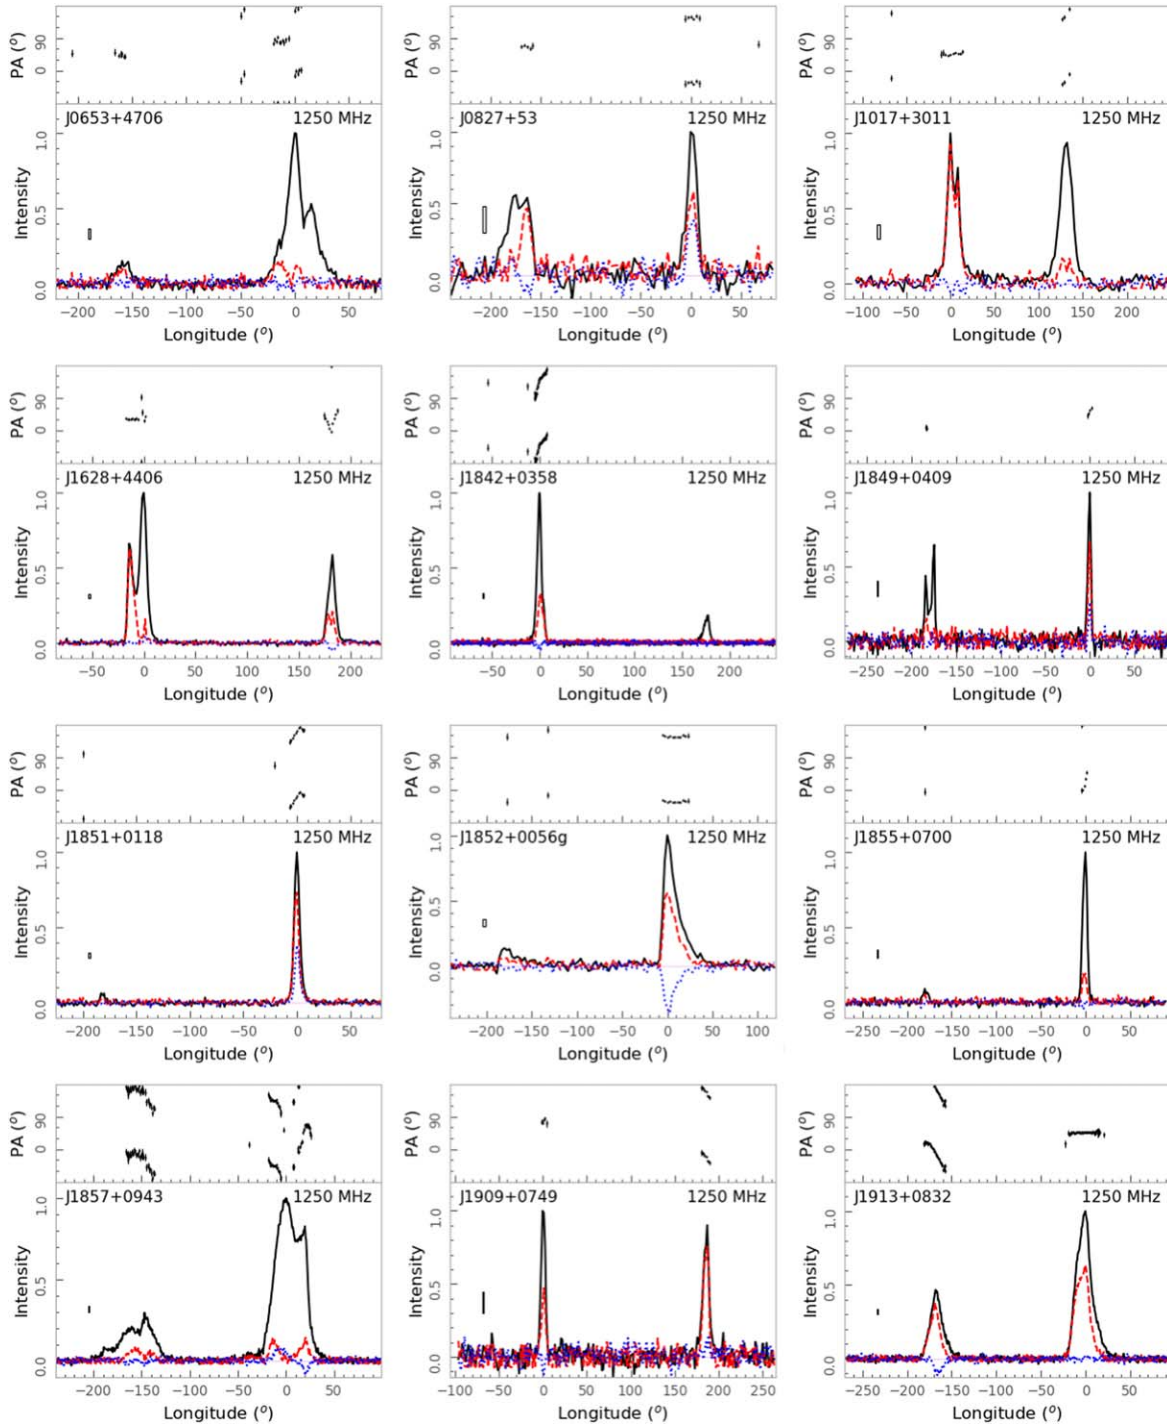 PA (°) 90 0
PA (°) 90 0
PA (°) 90 0
J0653+4706 1250 MHz
J0827+53 1250 MHz
J1017+3011 1250 MHz
Intensity 1.0 0.5 0.0
Intensity 1.0 0.5 0.0
Intensity 1.0 0.5 0.0
−200 −150 −100 −50 0 50
−200 −150 −100 −50 0 50
−100 −50 0 50 100 150 200
Longitude (°)
Longitude (°)
Longitude (°)
PA (°) 90 0
PA (°) 90 0
PA (°) 90 0
J1628+4406 1250 MHz
J1842+0358 1250 MHz
J1849+0409 1250 MHz
Intensity 1.0 0.5 0.0
Intensity 1.0 0.5 0.0
Intensity 1.0 0.5 0.0
−50 0 50 100 150 200
−50 0 50 100 150 200
−250 −200 −150 −100 −50 0 50
Longitude (°)
Longitude (°)
Longitude (°)
PA (°) 90 0
PA (°) 90 0
PA (°) 90 0
J1851+0118 1250 MHz
J1852+0056g 1250 MHz
J1855+0700 1250 MHz
Intensity 1.0 0.5 0.0
Intensity 1.0 0.5 0.0
Intensity 1.0 0.5 0.0
−200 −150 −100 −50 0 50
−200 −150 −100 −50 0 50 100
−250 −200 −150 −100 −50 0 50
Longitude (°)
Longitude (°)
Longitude (°)
PA (°) 90 0
PA (°) 90 0
PA (°) 90 0
J1857+0943 1250 MHz
J1909+0749 1250 MHz
J1913+0832 1250 MHz
Intensity 1.0 0.5 0.0
Intensity 1.0 0.5 0.0
Intensity 1.0 0.5 0.0
−200 −150 −100 −50 0 50
−100 −50 0 50 100 150 200 250
−250 −200 −150 −100 −50 0 50
Longitude (°)
Longitude (°)
Longitude (°)